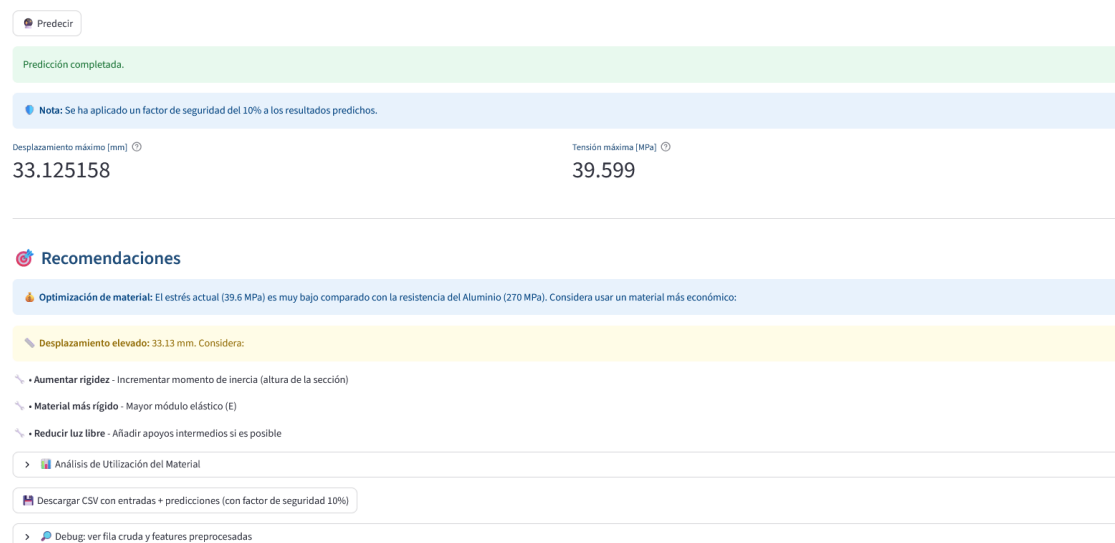 Predecir
Predicción completada.
Nota: Se ha aplicado un factor de seguridad del 10% a los resultados predichos.
Desplazamiento máximo [mm]
Tensión máxima [MPa]
33.125158
39.599
Recomendaciones
Optimización de material: El estrés actual (39.6 MPa) es muy bajo comparado con la resistencia del Aluminio (270 MPa). Considera usar un material más económico:
Desplazamiento elevado: 33.13 mm. Considera:
• Aumentar rigidez - Incrementar momento de inercia (altura de la sección)
• Material más rígido - Mayor módulo elástico (E)
• Reducir luz libre - Añadir apoyos intermedios si es posible
Análisis de Utilización del Material
Descargar CSV con entradas + predicciones (con factor de seguridad 10%)
Debug: ver fila cruda y features preprocesadas